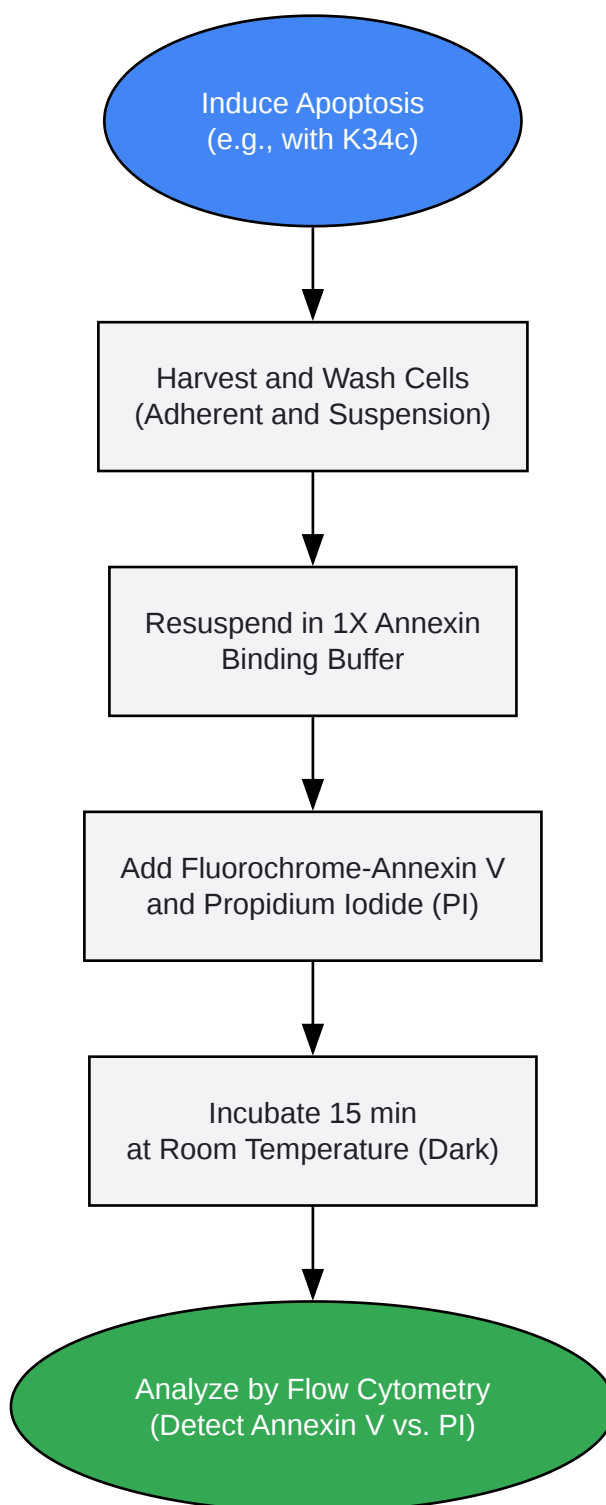 Induce Apoptosis
(e.g., with K34c)
Harvest and Wash Cells
(Adherent and Suspension)
Resuspend in 1X Annexin
Binding Buffer
Add Fluorochrome-Annexin V
and Propidium Iodide (PI)
Incubate 15 min
at Room Temperature (Dark)
Analyze by Flow Cytometry
(Detect Annexin V vs. PI)